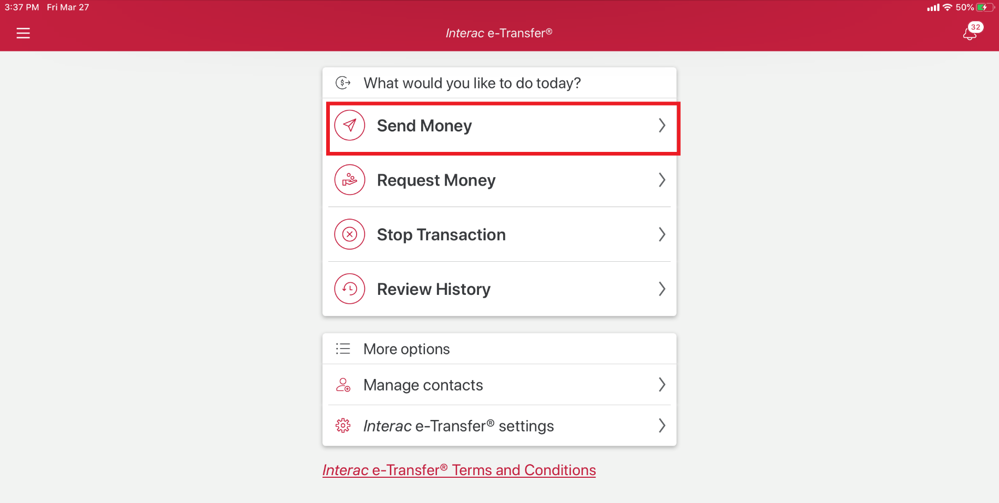 3:37 PM Fri Mar 27
50%
Interac e-Transfer®
32
What would you like to do today?
Send Money
Request Money
Stop Transaction
Review History
More options
Manage contacts
Interac e-Transfer® settings
Interac e-Transfer® Terms and Conditions